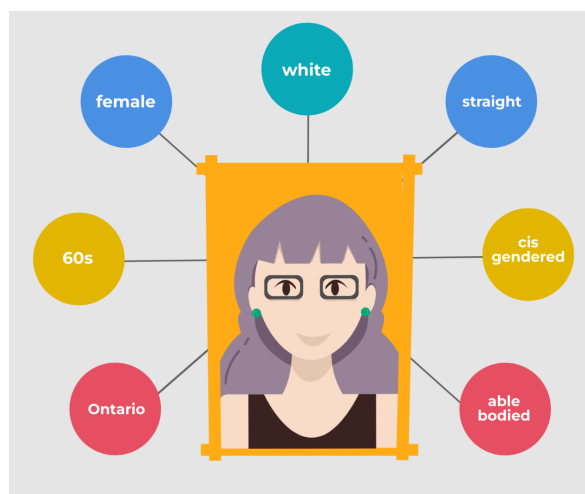 white
female
straight
60s
cis
gendered
Ontario
able
bodied